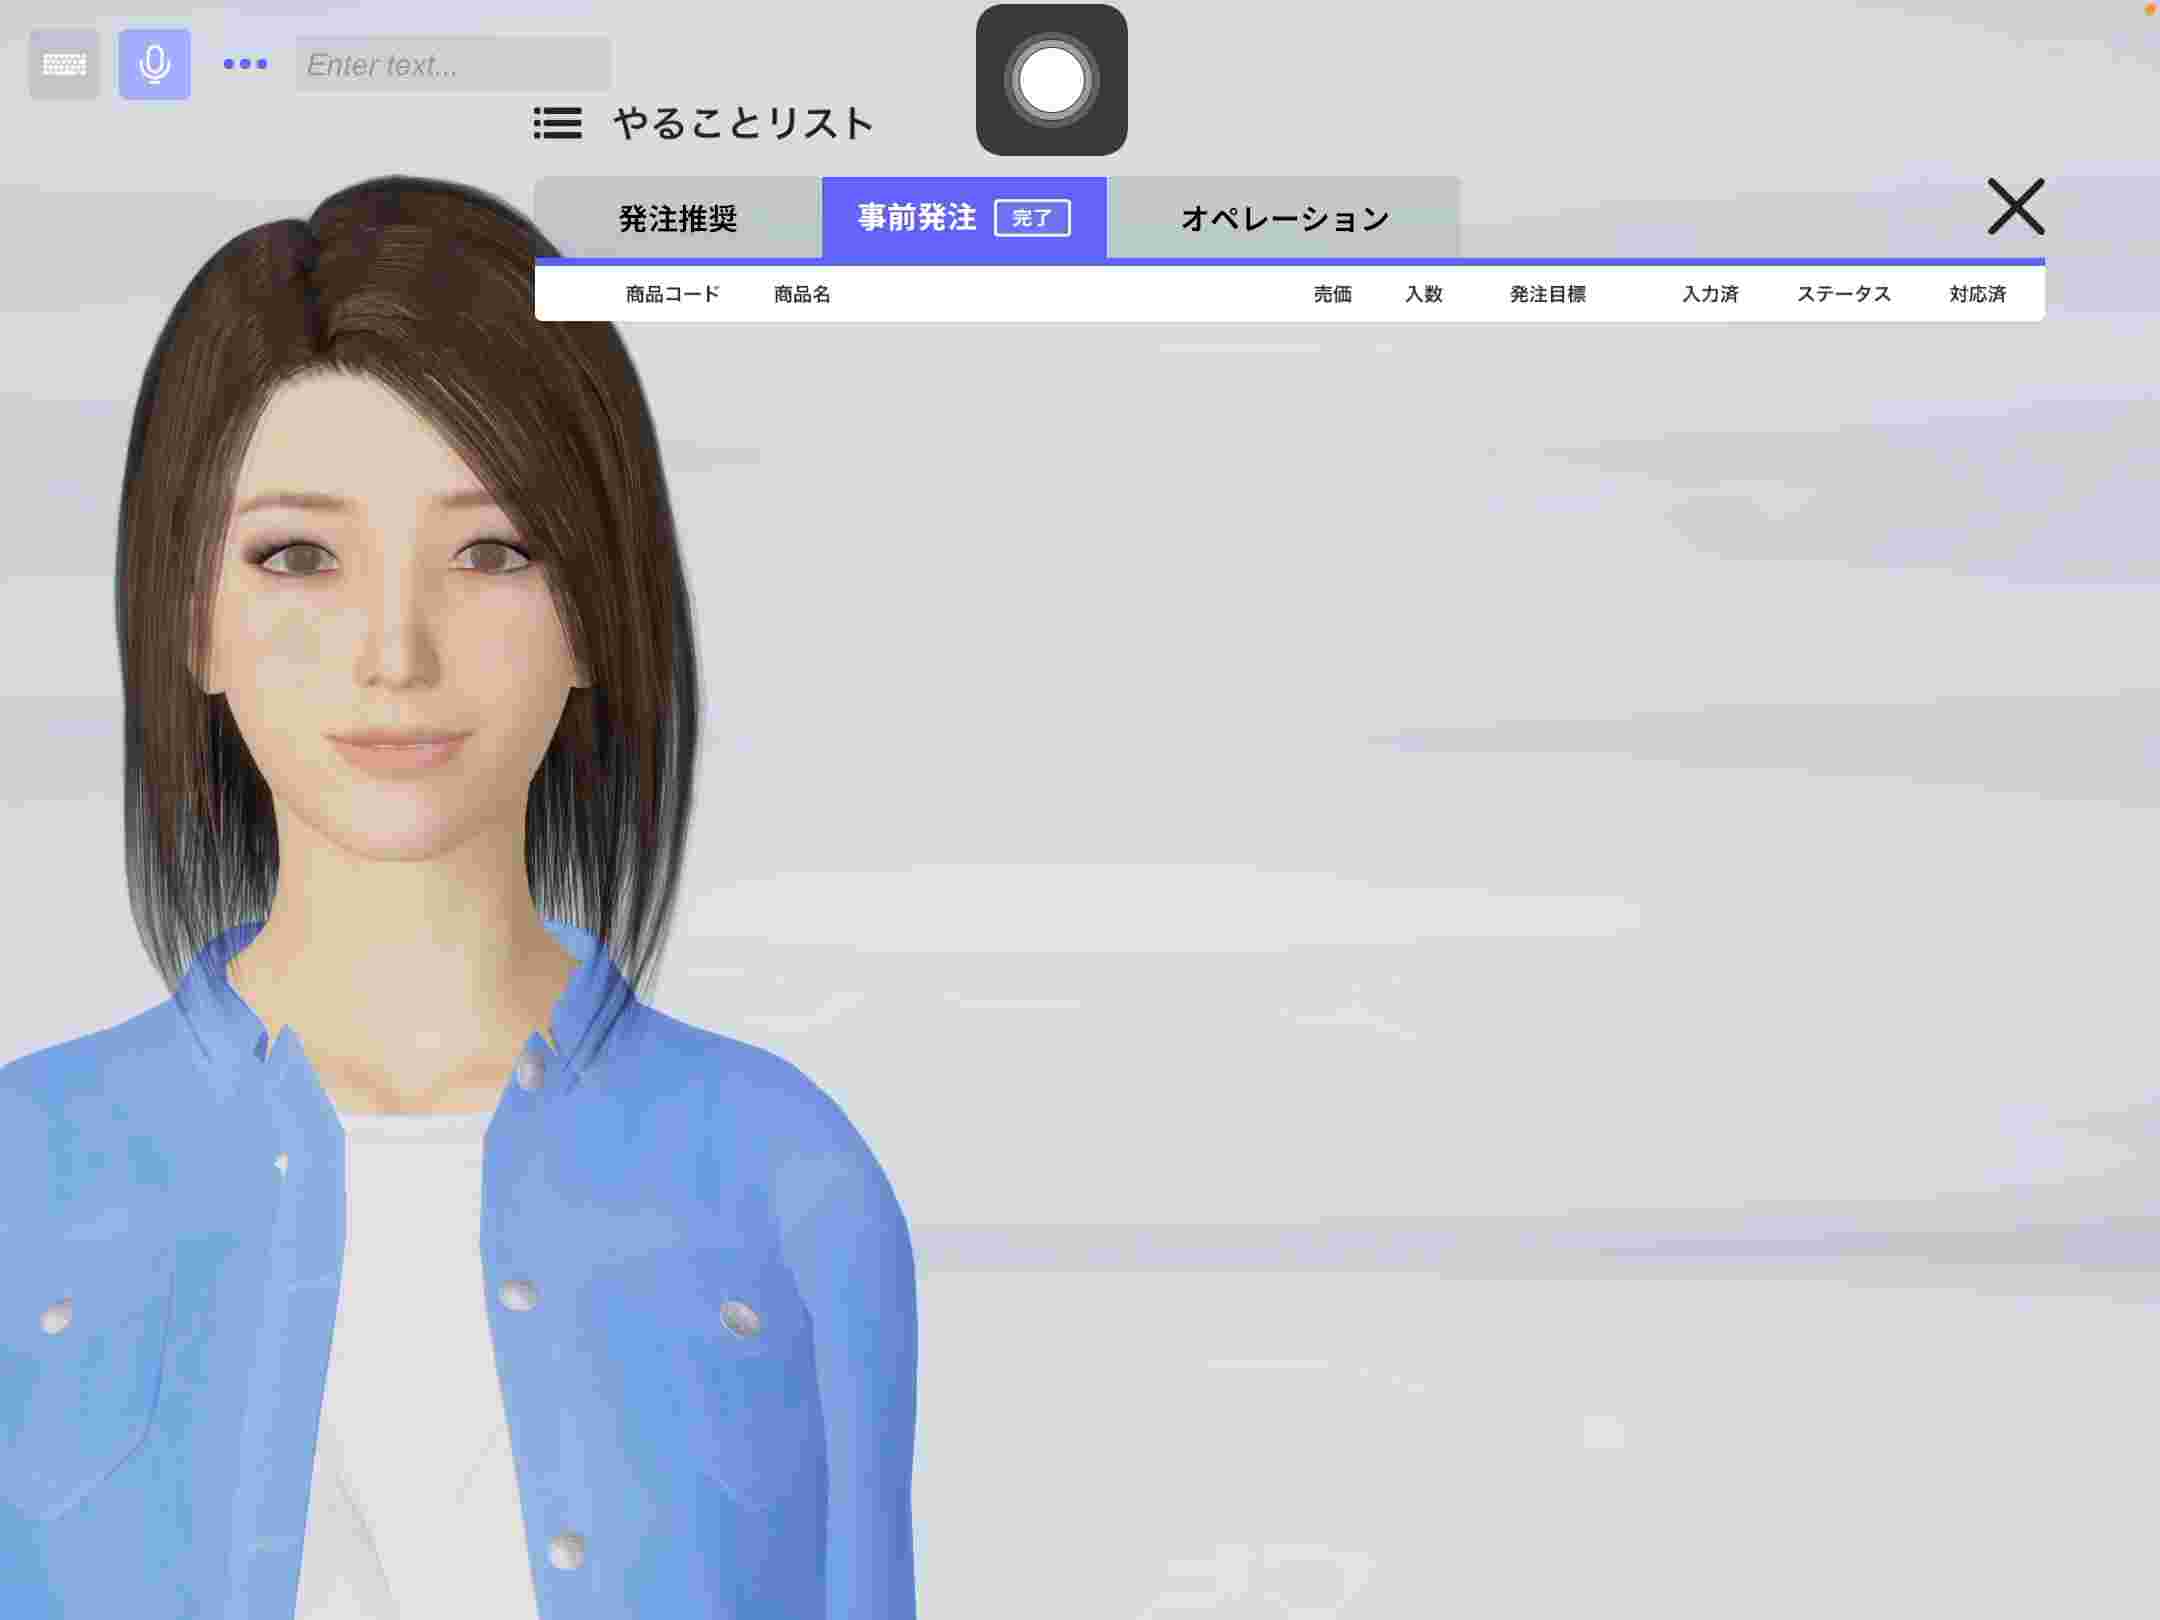 Enter text...
やることリスト
発注推奨 事前発注 完了 オペレーション
商品コード 商品名 売価 入数 発注目標 入力済 ステータス 対応済